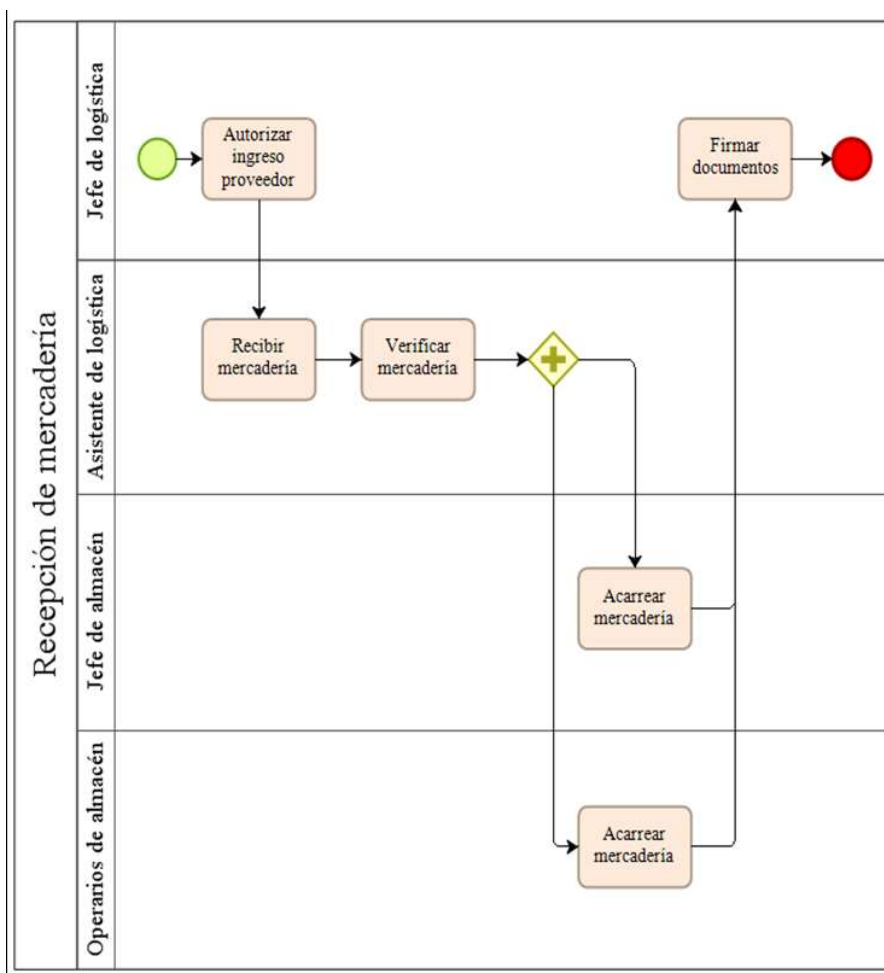 Recepción de mercadería
Jefe de logística
Autorizar
ingreso
proveedor
Firmar
documentos
Asistente de logística
Recibir
mercadería
Verificar
mercadería
Jefe de almacén
Acarrear
mercadería
Operarios de almacén
Acarrear
mercadería